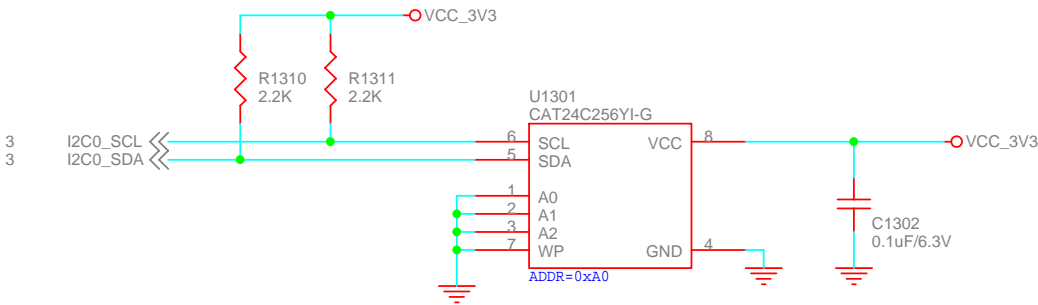 VCC_3V3
R1310
2.2K
R1311
2.2K
U1301
CAT24C256YI-G
3 I2C0_SCL
3 I2C0_SDA
6 SCL
5 SDA
VCC 8
VCC_3V3
1 A0
2 A1
3 A2
7 WP
GND 4
C1302
0.1uF/6.3V
ADDR=0xA0